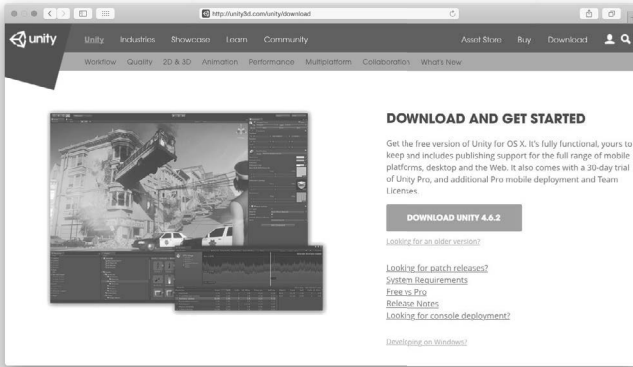 http://unity3d.com/unity/download
unity
Unity Industries Showcase Learn Community Asset Store Buy Download
Workflow Quality 2D & 3D Animation Performance Multiplatform Collaboration What's New
DOWNLOAD AND GET STARTED
Get the free version of Unity for OS X. It's fully functional, yours to
keep and includes publishing support for the full range of mobile
platforms, desktop and the Web. It also comes with a 30-day trial
of Unity Pro, and additional Pro mobile deployment and Team
Licenses
DOWNLOAD UNITY 4.6.2
Looking for an older version?
Looking for patch releases?
System Requirements
Free vs Pro
Release Notes
Looking for console deployment?
Developing on Windows?